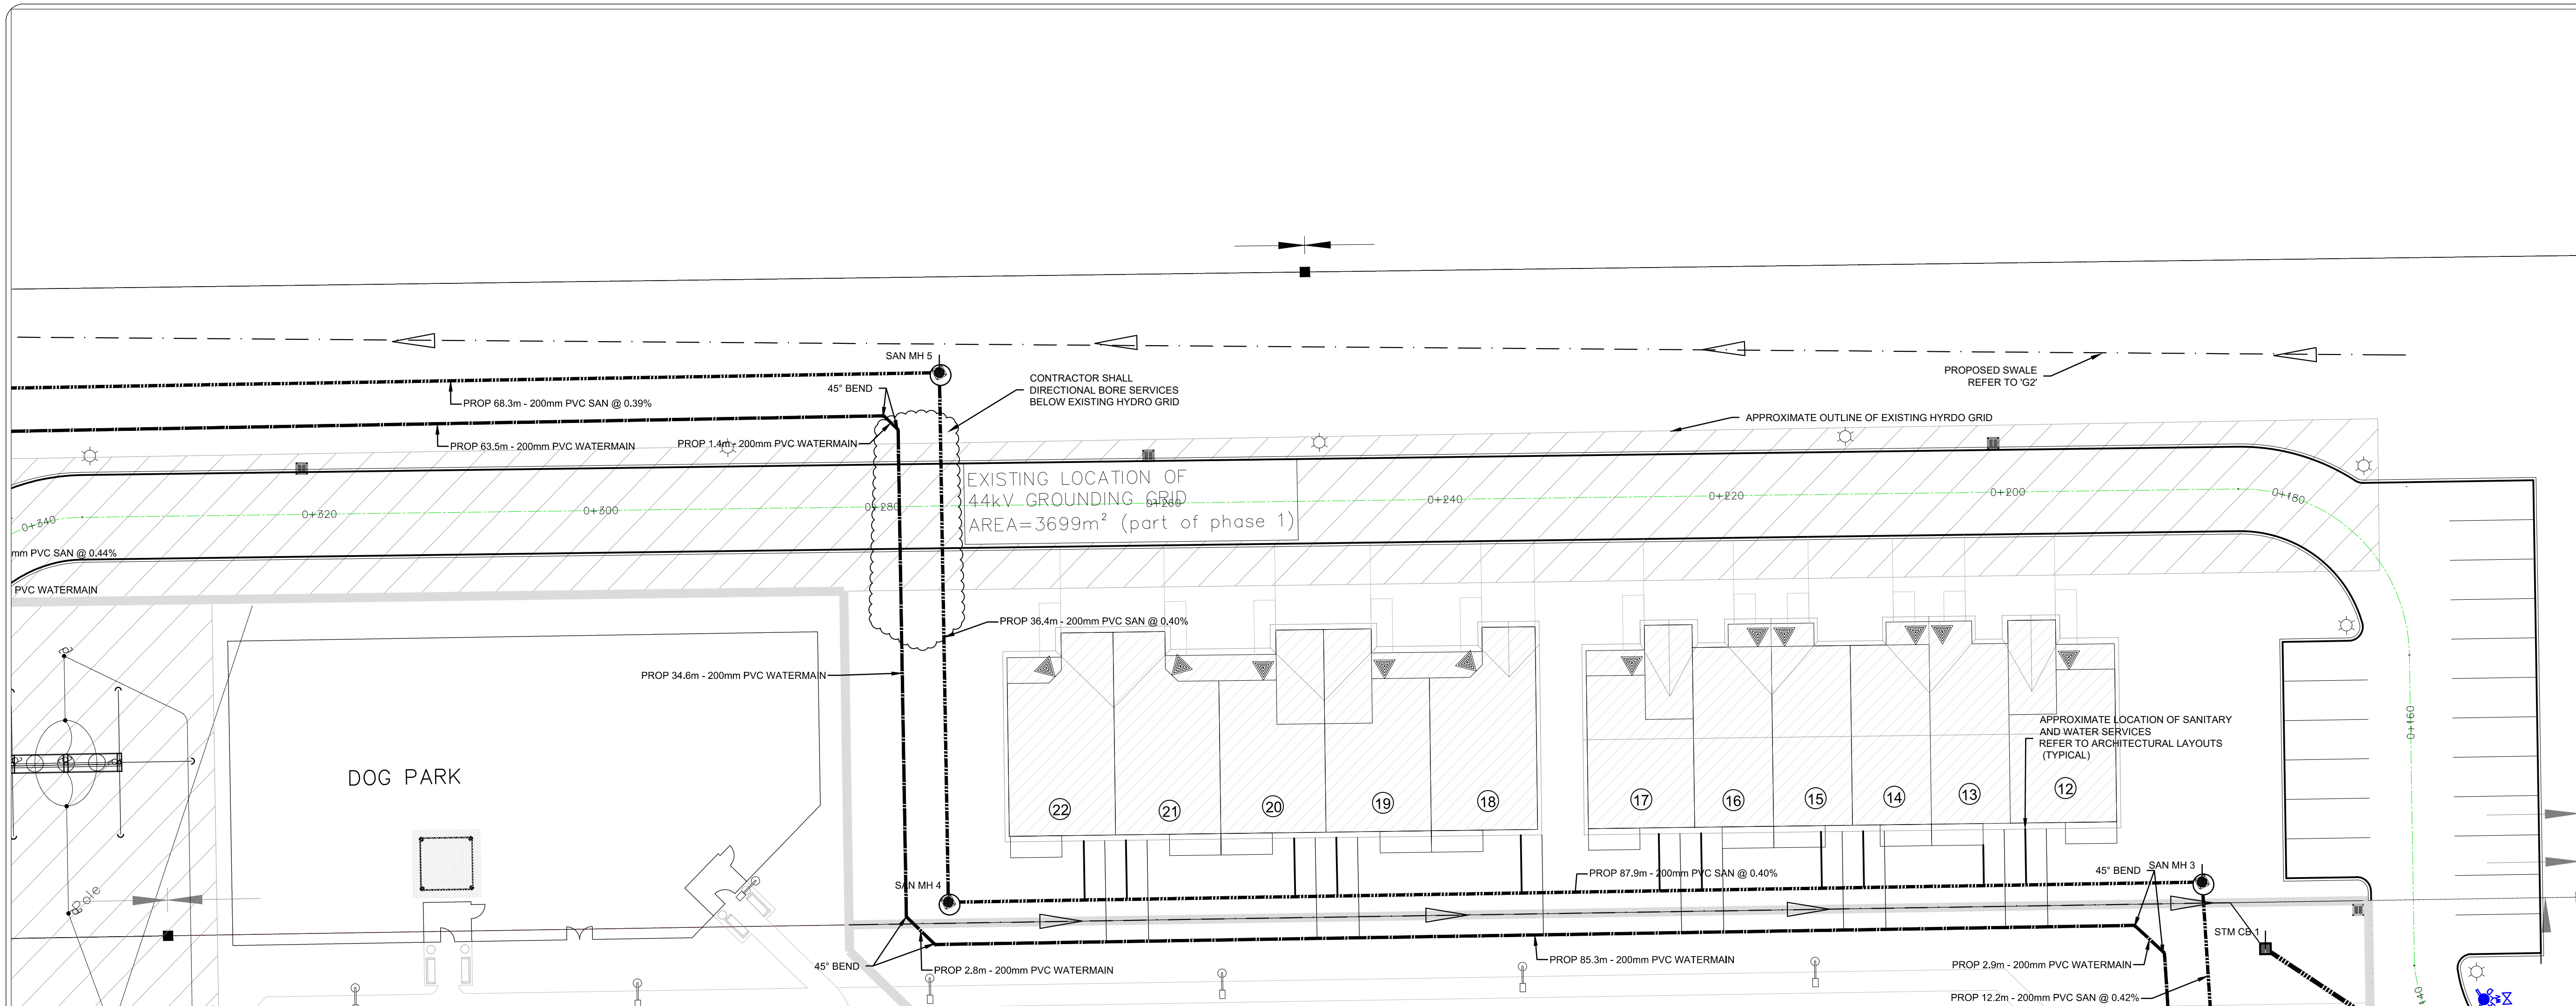 SAN MH 5
45° BEND
CONTRACTOR SHALL
DIRECTIONAL BORE SERVICES
BELOW EXISTING HYDRO GRID
PROPOSED SWALE
REFER TO 'G2'
PROP 68.3m - 200mm PVC SAN @ 0.39%
APPROXIMATE OUTLINE OF EXISTING HYRDO GRID
PROP 63.5m - 200mm PVC WATERMAIN
PROP 1.4m - 200mm PVC WATERMAIN
EXISTING LOCATION OF
44kV GROUNDING GRID
AREA=3699m² (part of phase 1)
0+340
0+320
0+300
0+280
0+260
0+240
0+220
0+200
0+180
0+160
mm PVC SAN @ 0.44%
PVC WATERMAIN
PROP 36.4m - 200mm PVC SAN @ 0.40%
PROP 34.6m - 200mm PVC WATERMAIN
APPROXIMATE LOCATION OF SANITARY
AND WATER SERVICES
REFER TO ARCHITECTURAL LAYOUTS
(TYPICAL)
DOG PARK
22
21
20
19
18
17
16
15
14
13
12
Pole
SAN MH 4
PROP 87.9m - 200mm PVC SAN @ 0.40%
45° BEND
SAN MH 3
STM CB 1
45° BEND
PROP 2.8m - 200mm PVC WATERMAIN
PROP 85.3m - 200mm PVC WATERMAIN
PROP 2.9m - 200mm PVC WATERMAIN
PROP 12.2m - 200mm PVC SAN @ 0.42%
140